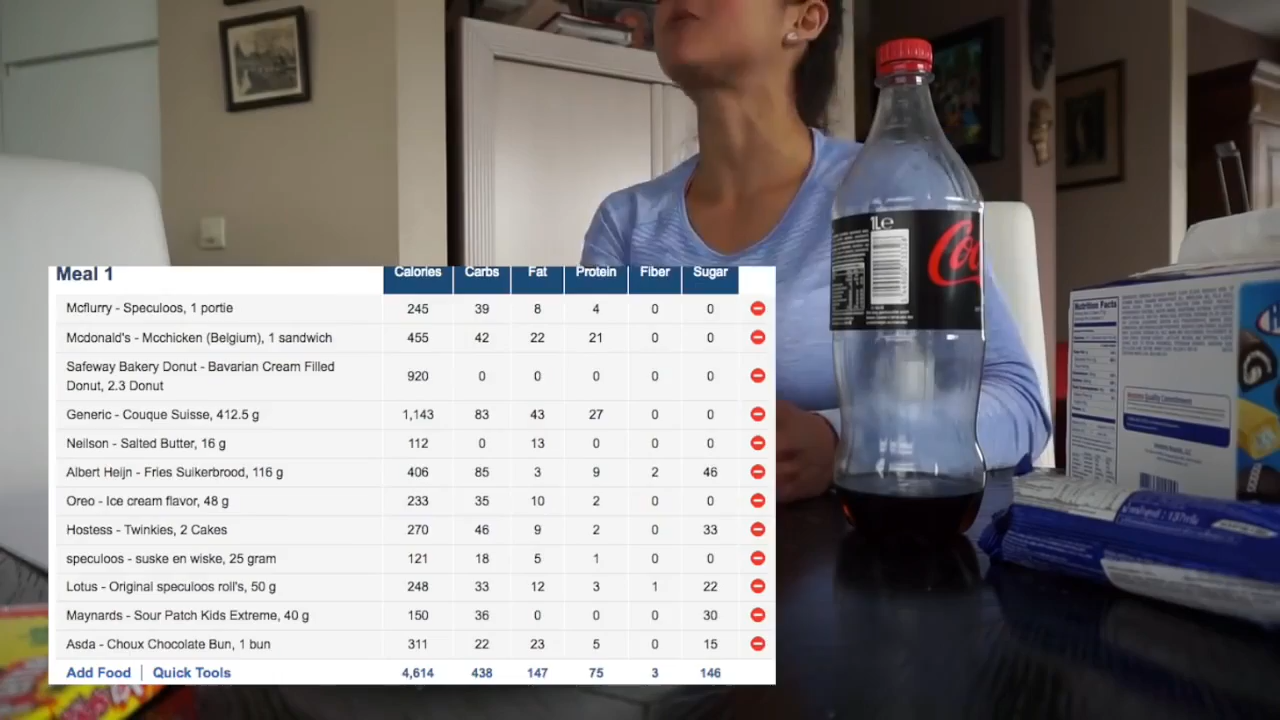 Meal 1 Calories Carbs Fat Protein Fiber Sugar
Mcflurry - Speculoos, 1 portie 245 39 8 4 0 0
Mcdonald's - Mcchicken (Belgium), 1 sandwich 455 42 22 21 0 0
Safeway Bakery Donut - Bavarian Cream Filled
Donut, 2.3 Donut 920 0 0 0 0 0
Generic - Couque Suisse, 412.5 g 1,143 83 43 27 0 0
Neilson - Salted Butter, 16 g 112 0 13 0 0 0
Albert Heijn - Fries Suikerbrood, 116 g 406 85 3 9 2 46
Oreo - Ice cream flavor, 48 g 233 35 10 2 0 0
Hostess - Twinkies, 2 Cakes 270 46 9 2 0 33
speculoos - suske en wiske, 25 gram 121 18 5 1 0 0
Lotus - Original speculoos roll's, 50 g 248 33 12 3 1 22
Maynards - Sour Patch Kids Extreme, 40 g 150 36 0 0 0 30
Asda - Choux Chocolate Bun, 1 bun 311 22 23 5 0 15
Add Food Quick Tools 4,614 438 147 75 3 146
1Le
Co
Nutrition Facts
Quality Commitment